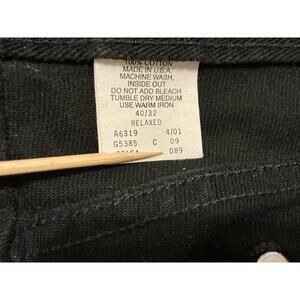 100% COTTON
MADE IN U.S.A.
MACHINE WASH,
INSIDE OUT
DO NOT ADD BLEACH
TUMBLE DRY MEDIUM
USE WARM IRON
40/32
RELAXED
A6319 4/01
G5385 C 09
089